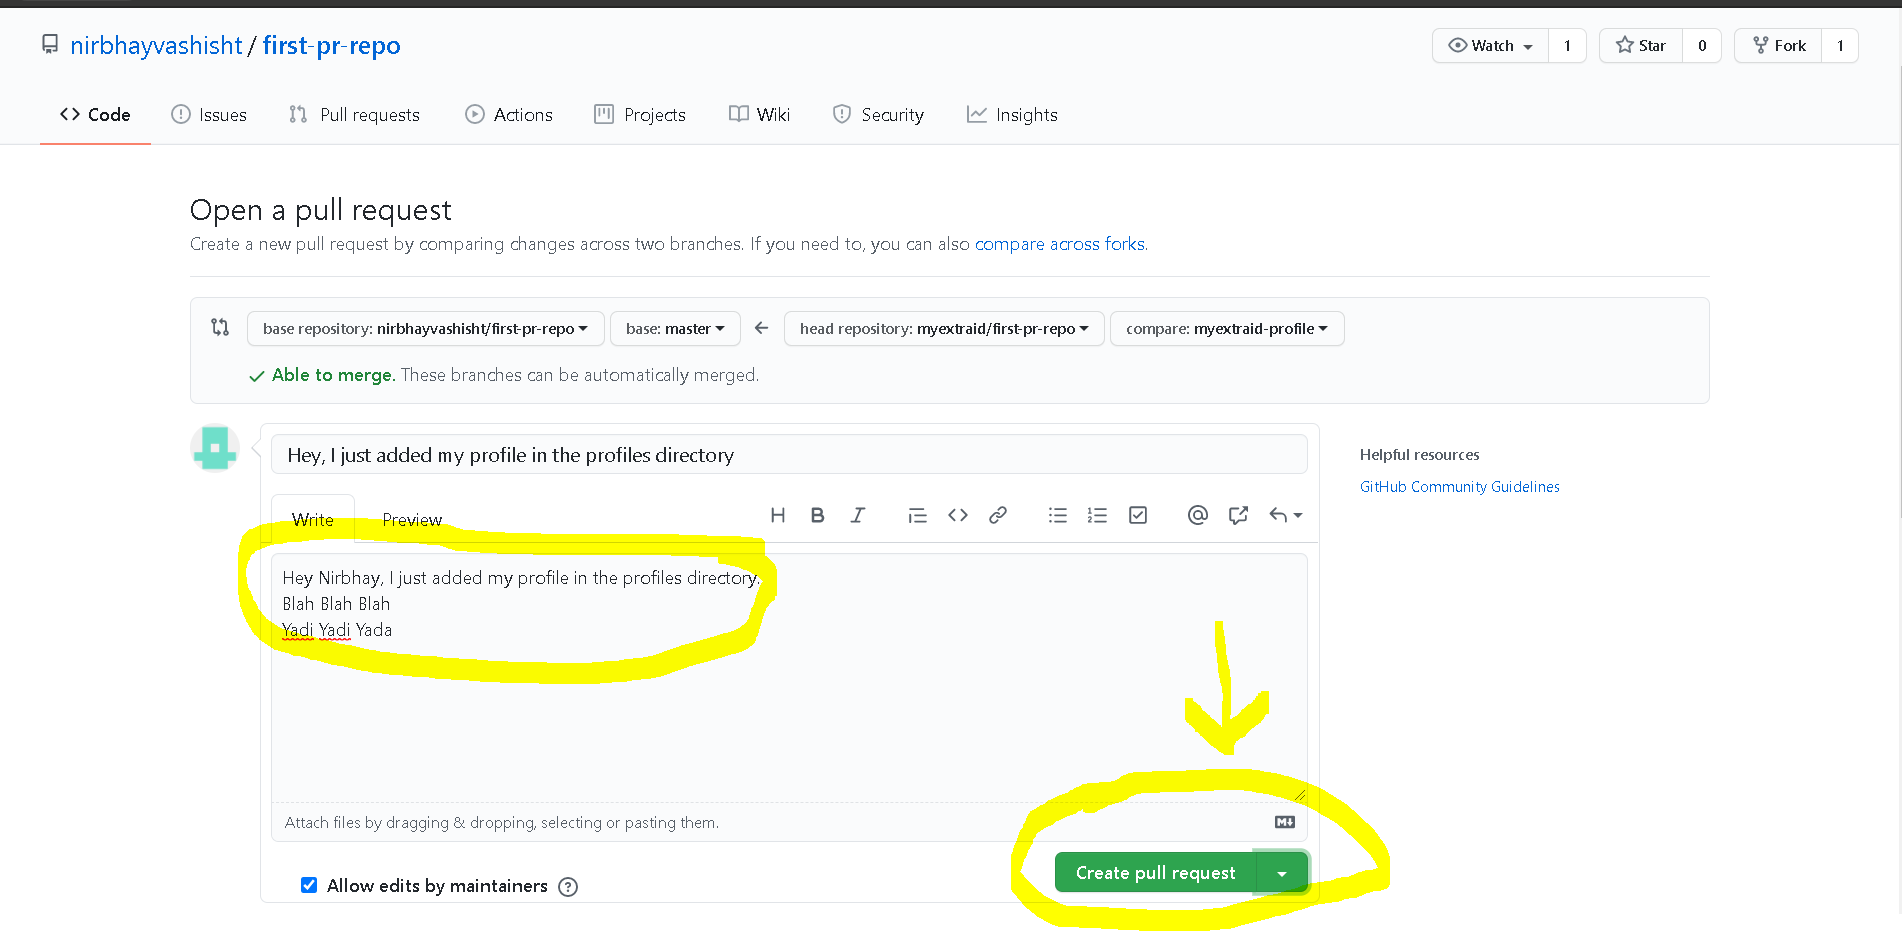 nirbhayvashisht / first-pr-repo
Watch 1 Star 0 Fork 1
Code Issues Pull requests Actions Projects Wiki Security Insights
Open a pull request
Create a new pull request by comparing changes across two branches. If you need to, you can also compare across forks.
base repository: nirbhayvashisht/first-pr-repo base: master head repository: myextraid/first-pr-repo compare: myextraid-profile
Able to merge. These branches can be automatically merged.
Hey, I just added my profile in the profiles directory
Helpful resources
GitHub Community Guidelines
Write Preview
Hey Nirbhay, I just added my profile in the profiles directory.
Blah Blah Blah
Yadi Yadi Yada
Attach files by dragging & dropping, selecting or pasting them.
Create pull request
Allow edits by maintainers